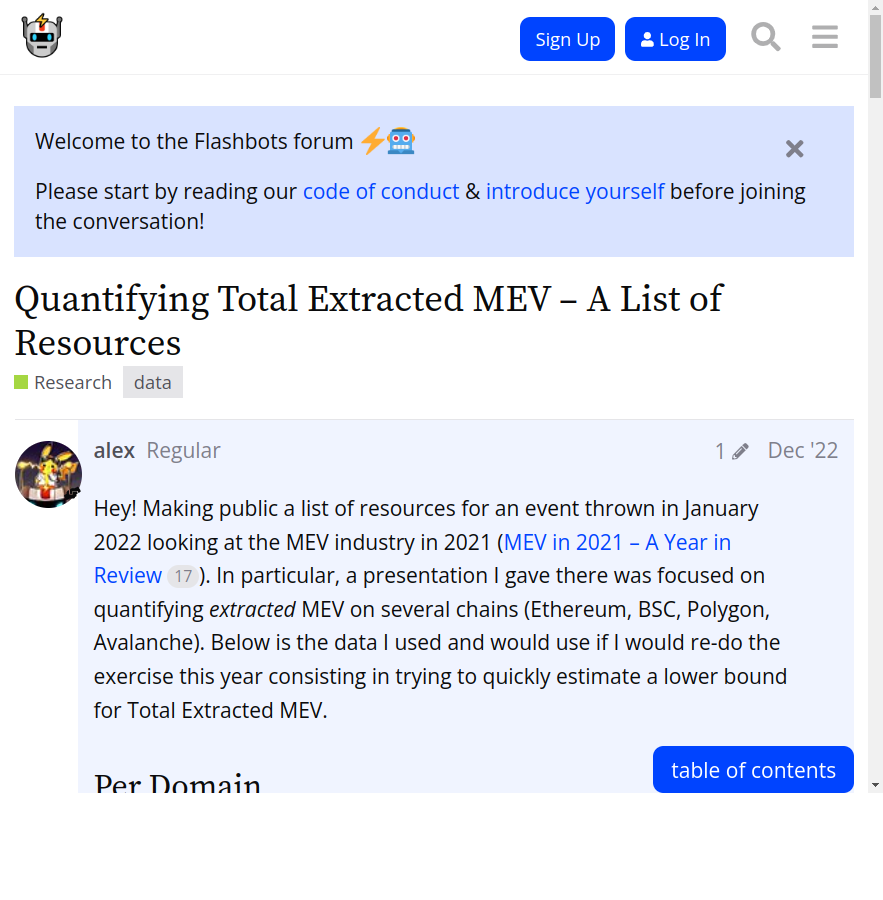 Sign Up
Log In
Welcome to the Flashbots forum
Please start by reading our code of conduct & introduce yourself before joining
the conversation!
Quantifying Total Extracted MEV – A List of
Resources
Research data
alex Regular 1 Dec '22
Hey! Making public a list of resources for an event thrown in January
2022 looking at the MEV industry in 2021 (MEV in 2021 – A Year in
Review 17 ). In particular, a presentation I gave there was focused on
quantifying extracted MEV on several chains (Ethereum, BSC, Polygon,
Avalanche). Below is the data I used and would use if I would re-do the
exercise this year consisting in trying to quickly estimate a lower bound
for Total Extracted MEV.
Per Domain
table of contents